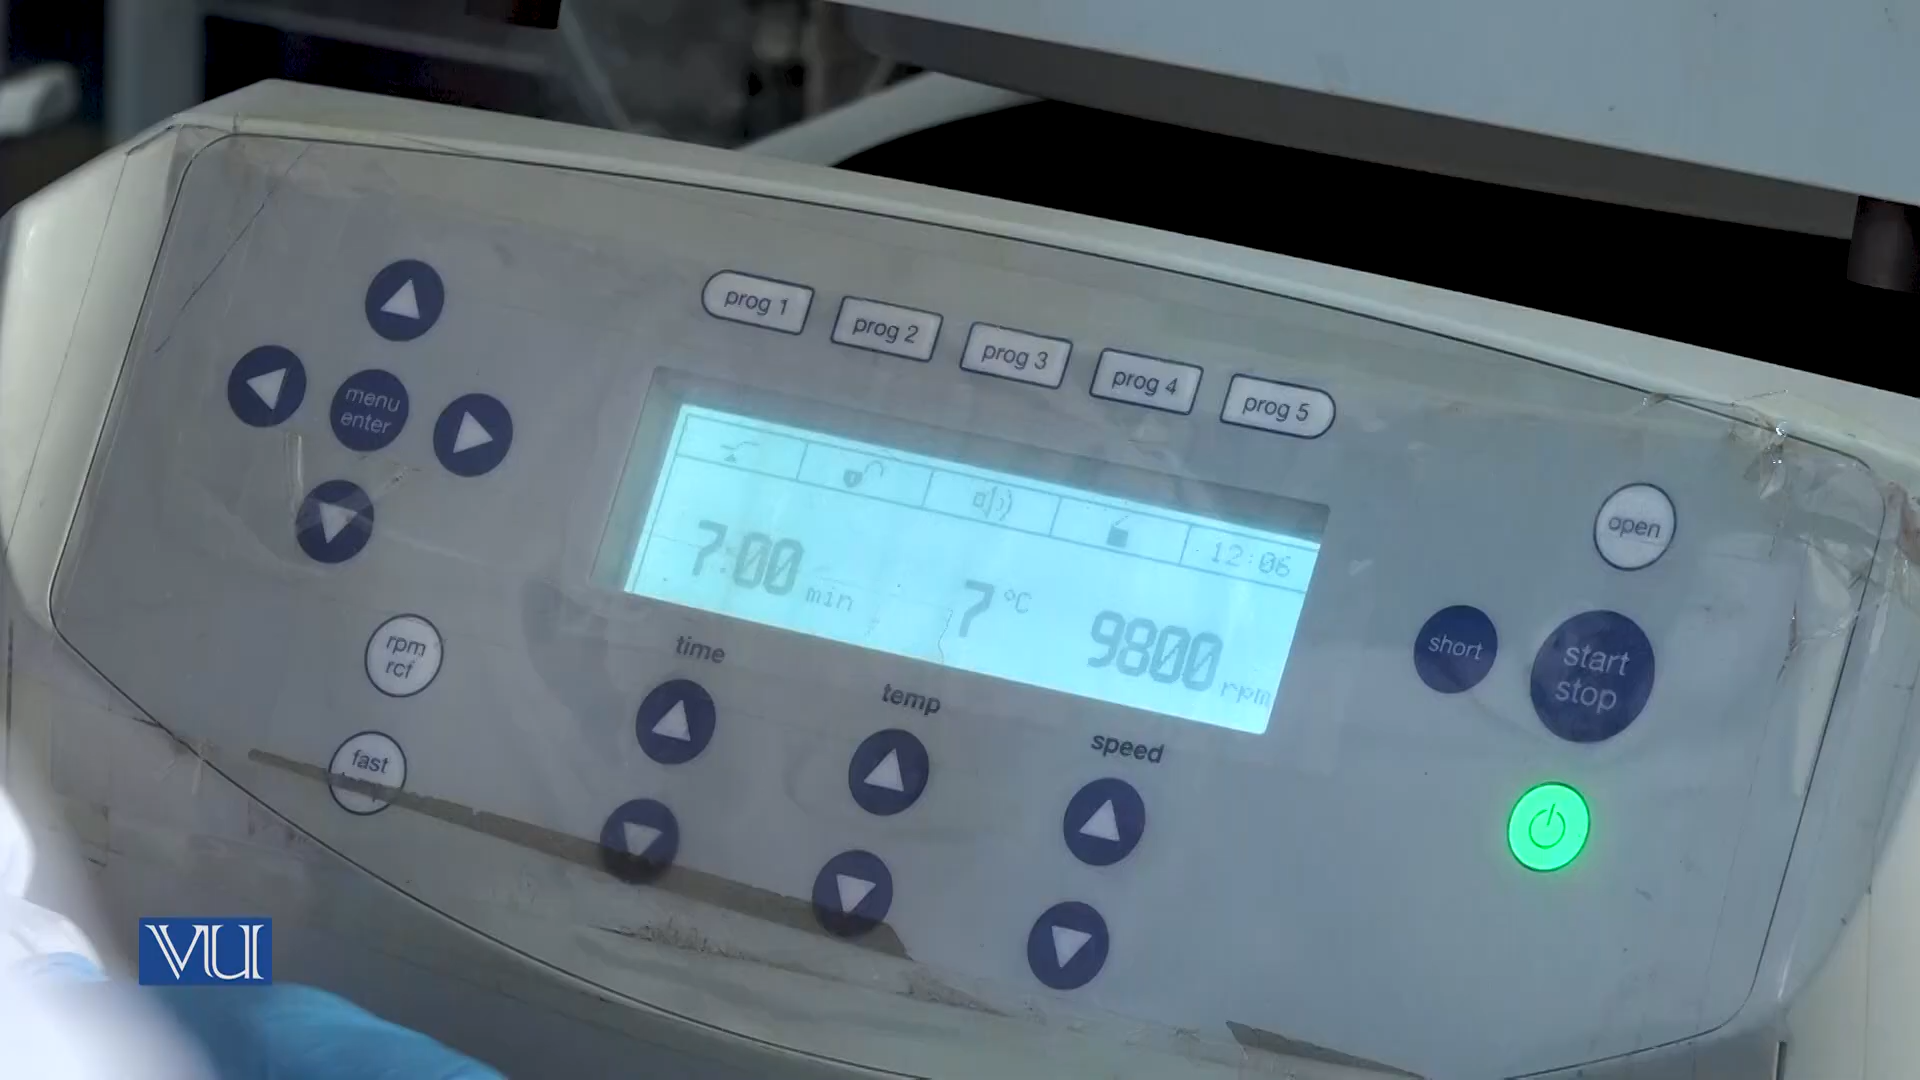 prog 1
prog 2
prog 3
prog 4
prog 5
menu
enter
12:06
7:00 min
7 °C
9800 rpm
open
short
start
stop
rpm
rcf
time
temp
speed
fast
VU